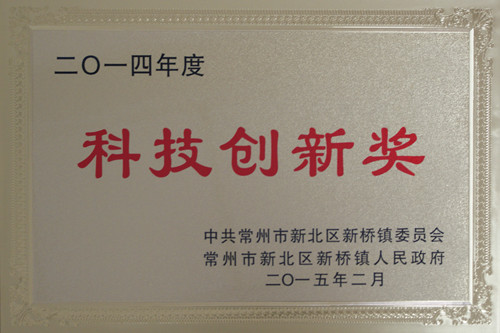 二〇一四年度
科技创新奖
中共常州市新北区新桥镇委员会
常州市新北区新桥镇人民政府
二〇一五年二月